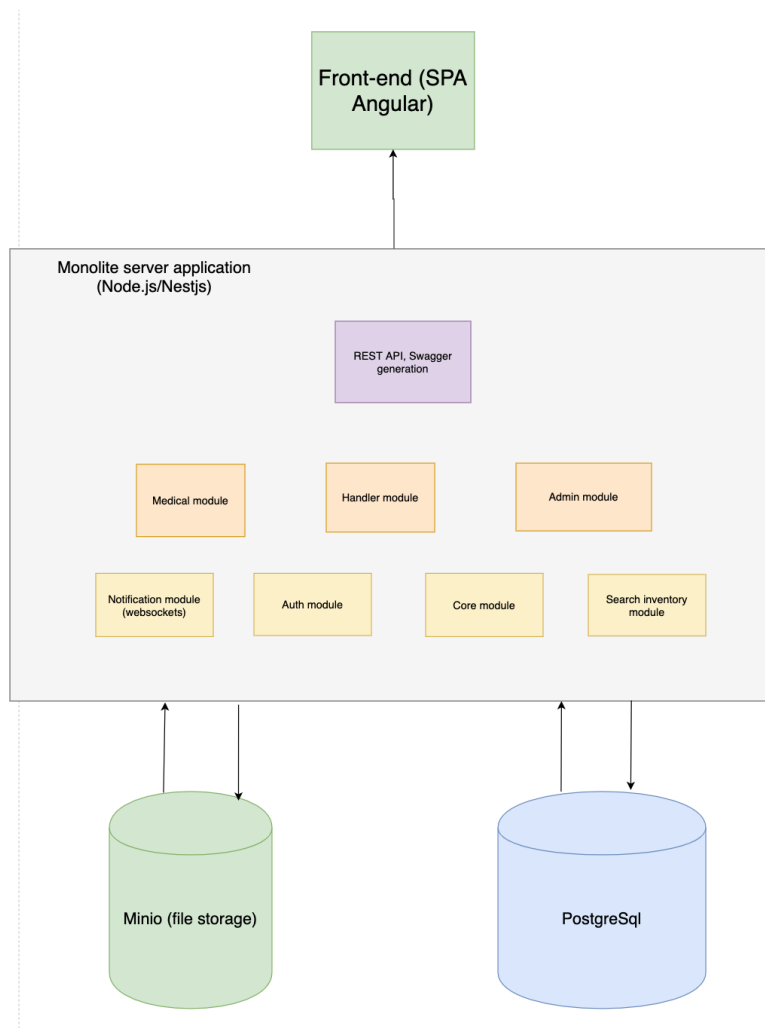 Front-end (SPA
Angular)
Monolite server application
(Node.js/Nestjs)
REST API, Swagger
generation
Medical module
Handler module
Admin module
Notification module
(websockets)
Auth module
Core module
Search inventory
module
Minio (file storage)
PostgreSql